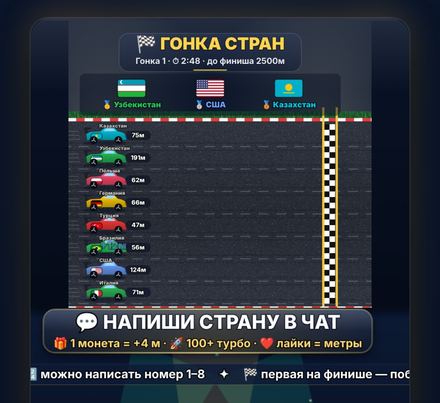 🏁 ГОНКА СТРАН
Гонка 1 · ⏱ 2:48 · до финиша 2500м
🥇 Узбекистан 🥈 США 🥉 Казахстан
Казахстан
75м
Узбекистан
191м
Польша
62м
Германия
66м
Турция
47м
Бразилия
56м
США
124м
Италия
71м
💬 НАПИШИ СТРАНУ В ЧАТ
🎁 1 монета = +4 м · 🚀 100+ турбо · ❤️ лайки = метры
можно написать номер 1–8 ✦ 🏁 первая на финише — поб